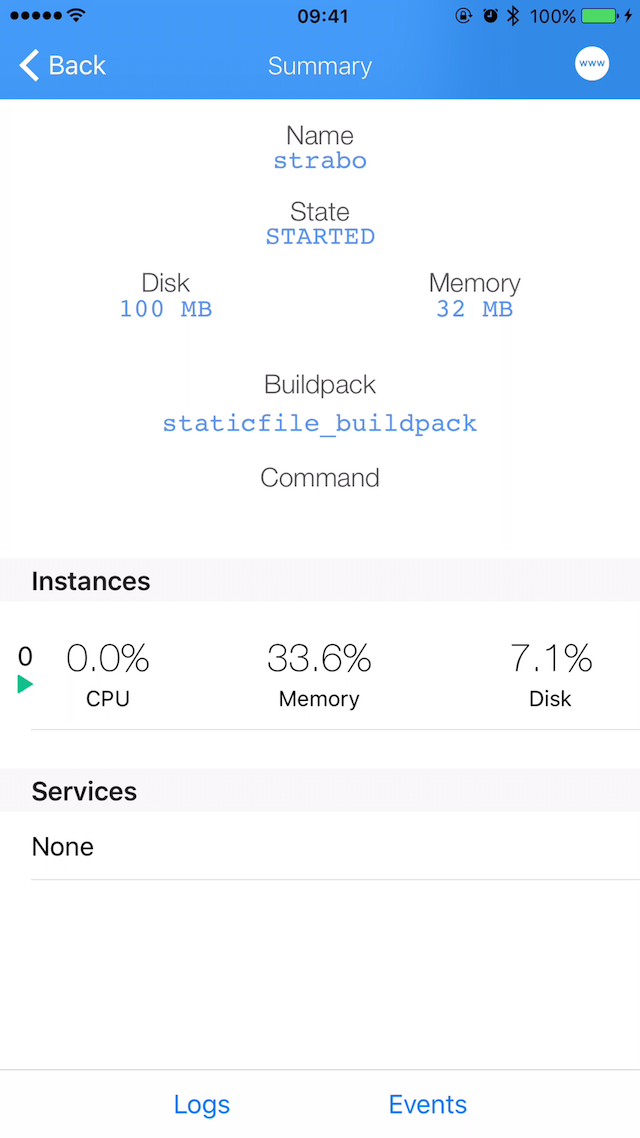 09:41 100%
Back Summary www
Name
strabo
State
STARTED
Disk Memory
100 MB 32 MB
Buildpack
staticfile_buildpack
Command
Instances
0 0.0% 33.6% 7.1%
CPU Memory Disk
Services
None
Logs Events